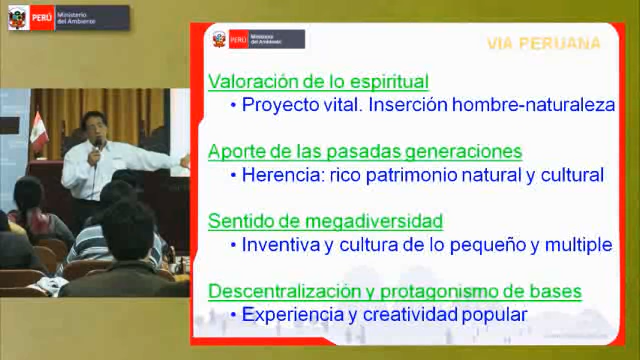 PERÚ
Ministerio
del Ambiente
PERÚ
Ministerio
del Ambiente
VIA PERUANA
Valoración de lo espiritual
• Proyecto vital. Inserción hombre-naturaleza
Aporte de las pasadas generaciones
• Herencia: rico patrimonio natural y cultural
Sentido de megadiversidad
• Inventiva y cultura de lo pequeño y multiple
Descentralización y protagonismo de bases
• Experiencia y creatividad popular